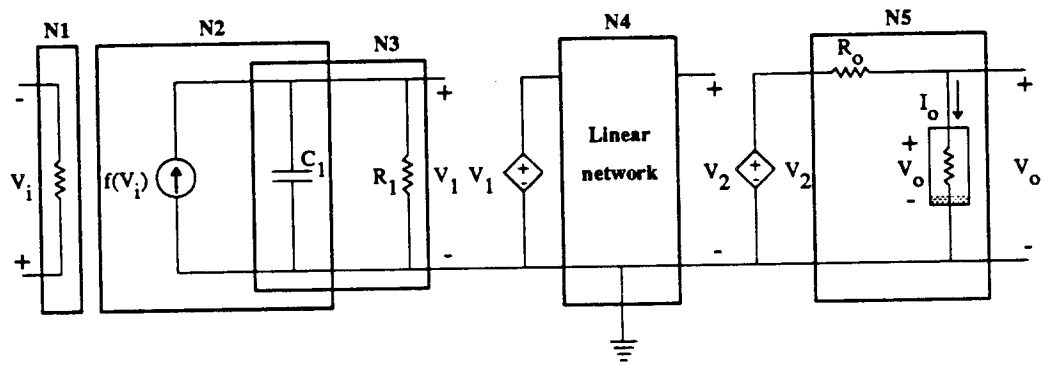 N1
N2
N3
N4
N5
-
V_i
+
f(V_i)
C_1
R_1
+
V_1
-
V_1
+
-
Linear
network
+
V_2
-
V_2
+
-
R_o
I_o
+
V_o
-
+
V_o
-